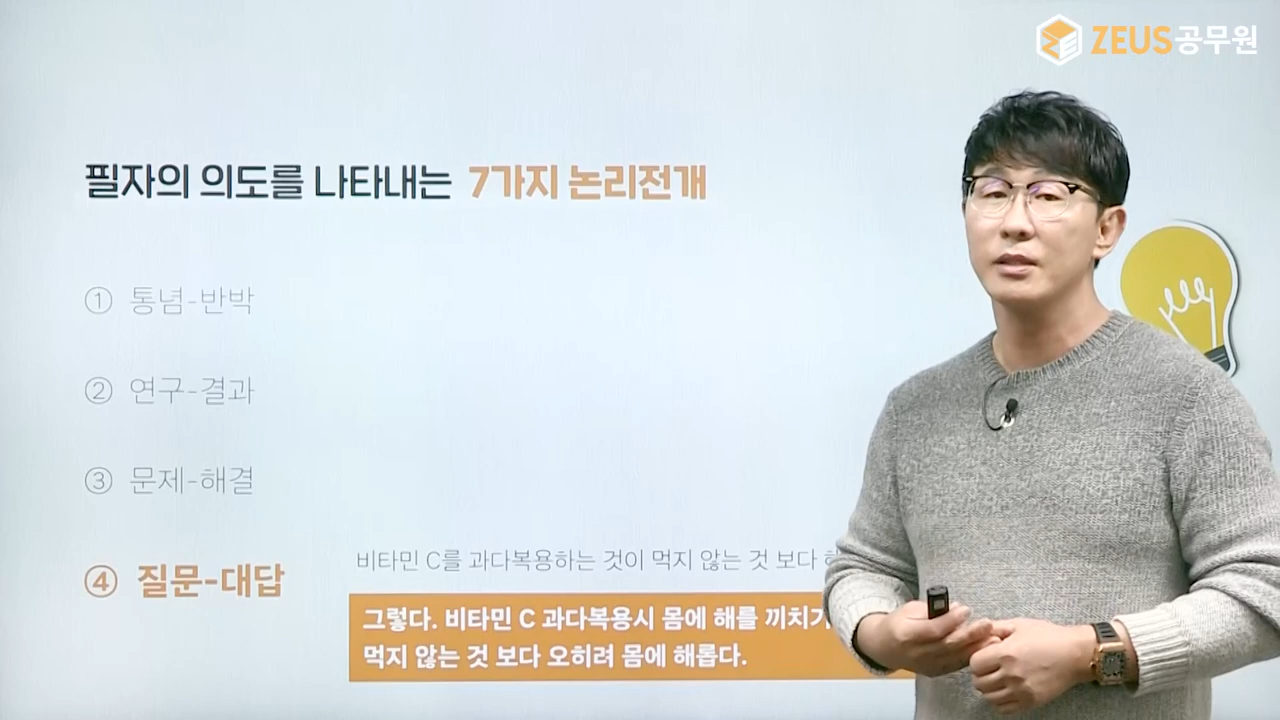 ZEUS공무원
필자의 의도를 나타내는 7가지 논리전개
① 통념-반박
② 연구-결과
③ 문제-해결
④ 질문-대답
비타민 C를 과다복용하는 것이 먹지 않는 것 보다
그렇다. 비타민 C 과다복용시 몸에 해를 끼치기
먹지 않는 것 보다 오히려 몸에 해롭다.